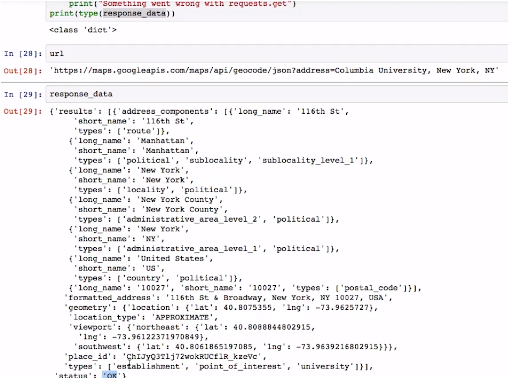 print("Something went wrong with requests.get")
print(type(response_data))
<class 'dict'>
In [28]: url
Out[28]: 'https://maps.googleapis.com/maps/api/geocode/json?address=Columbia University, New York, NY'
In [29]: response_data
Out[29]: {'results': [{'address_components': [{'long_name': '116th St',
'short_name': '116th St',
'types': ['route']},
{'long_name': 'Manhattan',
'short_name': 'Manhattan',
'types': ['political', 'sublocality', 'sublocality_level_1']},
{'long_name': 'New York',
'short_name': 'New York',
'types': ['locality', 'political']},
{'long_name': 'New York County',
'short_name': 'New York County',
'types': ['administrative_area_level_2', 'political']},
{'long_name': 'New York',
'short_name': 'NY',
'types': ['administrative_area_level_1', 'political']},
{'long_name': 'United States',
'short_name': 'US',
'types': ['country', 'political']},
{'long_name': '10027', 'short_name': '10027', 'types': ['postal_code']}],
'formatted_address': '116th St & Broadway, New York, NY 10027, USA',
'geometry': {'location': {'lat': 40.8075355, 'lng': -73.9625727},
'location_type': 'APPROXIMATE',
'viewport': {'northeast': {'lat': 40.8088844802915,
'lng': -73.96122371970849},
'southwest': {'lat': 40.8061865197085, 'lng': -73.9639216802915}}},
'place_id': 'ChIJyQ3Tlj72wokRUCflR_kzeVc',
'types': ['establishment', 'point_of_interest', 'university']}],
'status': 'OK'}